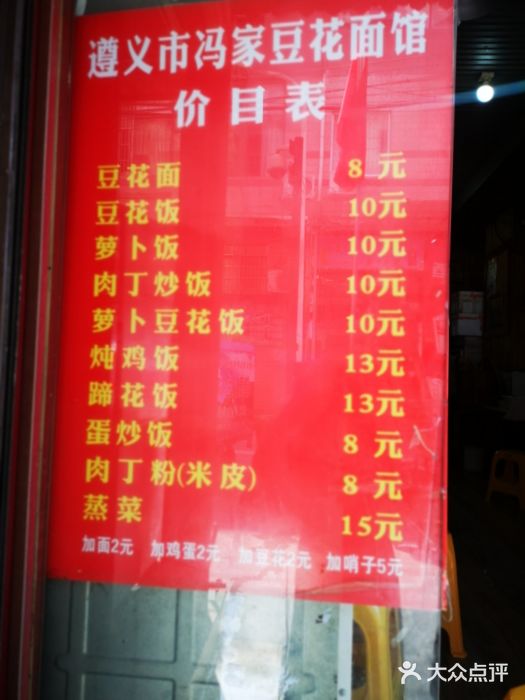 遵义市冯家豆花面馆
价目表
豆花面 8元
豆花饭 10元
萝卜饭 10元
肉丁炒饭 10元
萝卜豆花饭 10元
炖鸡饭 13元
蹄花饭 13元
蛋炒饭 8元
肉丁粉(米皮) 8元
蒸菜 15元
加面2元 加鸡蛋2元 加豆花2元 加哨子5元
大众点评